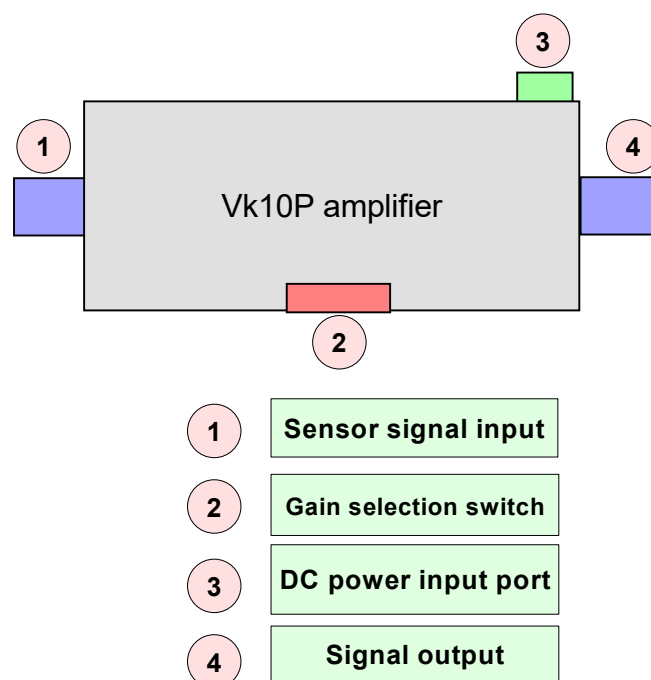 3
1
4
Vk10P amplifier
2
1 Sensor signal input
2 Gain selection switch
3 DC power input port
4 Signal output